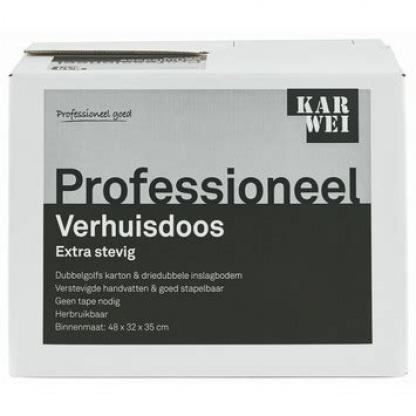 Professioneel goed
KAR
WEI
Professioneel
Verhuisdoos
Extra stevig
Dubbelgolfs karton & driedubbele inslagbodem
Verstevigde handvatten & goed stapelbaar
Geen tape nodig
Herbruikbaar
Binnenmaat: 48 x 32 x 35 cm